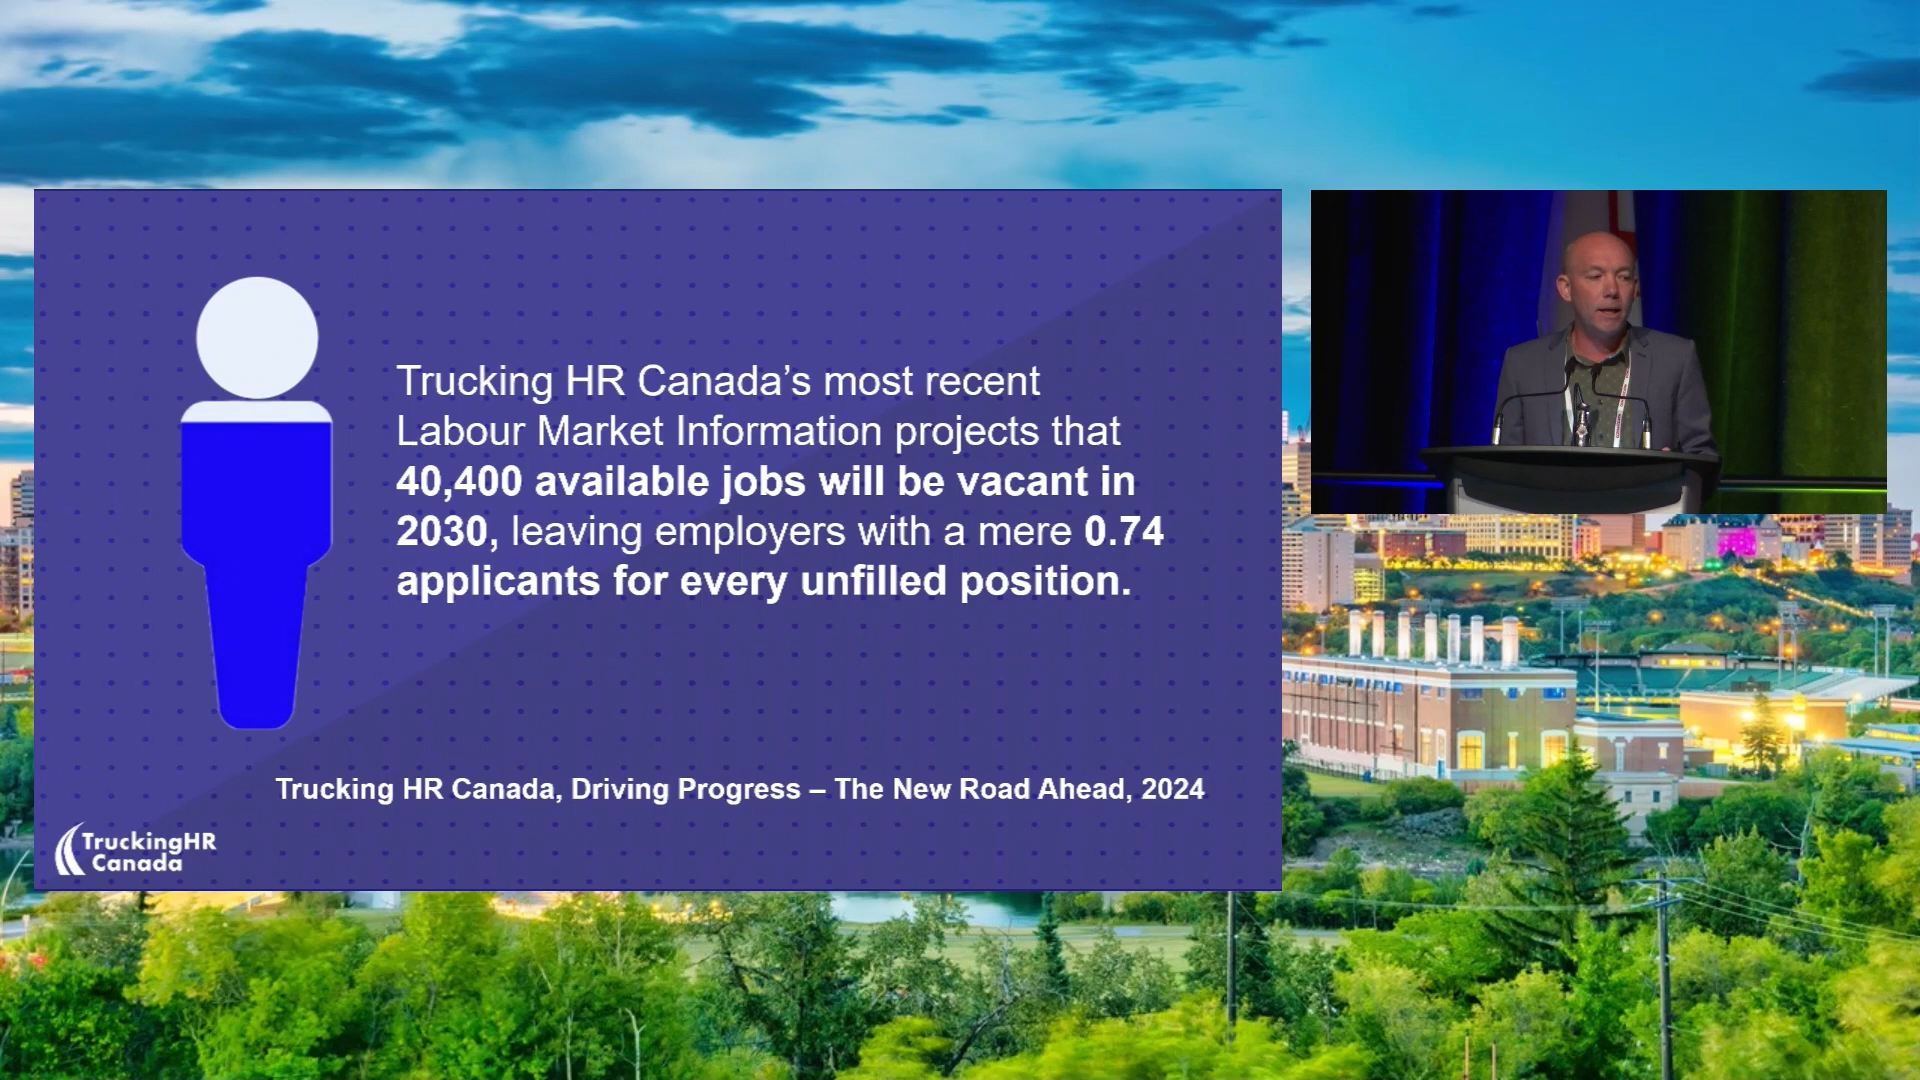 Trucking HR Canada’s most recent
Labour Market Information projects that
40,400 available jobs will be vacant in
2030, leaving employers with a mere 0.74
applicants for every unfilled position.
Trucking HR Canada, Driving Progress – The New Road Ahead, 2024
TruckingHR
Canada